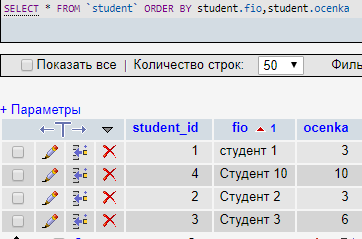 SELECT * FROM `student` ORDER BY student.fio,student.ocenka
Показать все | Количество строк: 50 Филь
+ Параметры
←T→ student_id fio 1 ocenka
1 студент 1 3
4 Студент 10 10
2 Студент 2 3
3 Студент 3 6